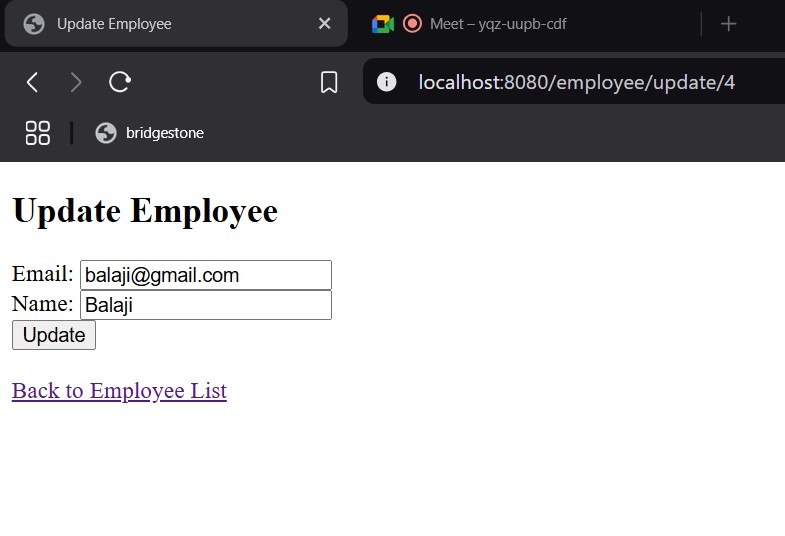 Update Employee
Meet – yqz-uupb-cdf
localhost:8080/employee/update/4
bridgestone
Update Employee
Email: balaji@gmail.com
Name: Balaji
Update
Back to Employee List